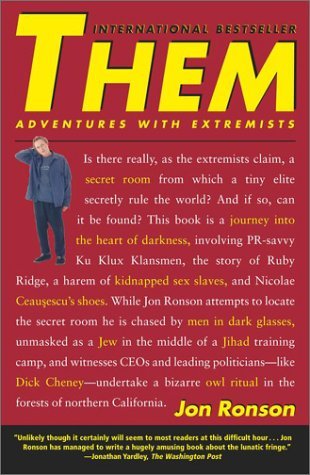 INTERNATIONAL BESTSELLER
THEM
ADVENTURES WITH EXTREMISTS
Is there really, as the extremists claim, a
secret room from which a tiny elite
secretly rule the world? And if so, can
it be found? This book is a journey into
the heart of darkness, involving PR-savvy
Ku Klux Klansmen, the story of Ruby
Ridge, a harem of kidnapped sex slaves, and Nicolae
Ceauşescu's shoes. While Jon Ronson attempts to locate
the secret room he is chased by men in dark glasses,
unmasked as a Jew in the middle of a Jihad training
camp, and witnesses CEOs and leading politicians—like
Dick Cheney—undertake a bizarre owl ritual in the
forests of northern California.
Jon Ronson
"Unlikely though it certainly will seem to most readers at this difficult hour . . . Jon
Ronson has managed to write a hugely amusing book about the lunatic fringe."
—Jonathan Yardley, The Washington Post